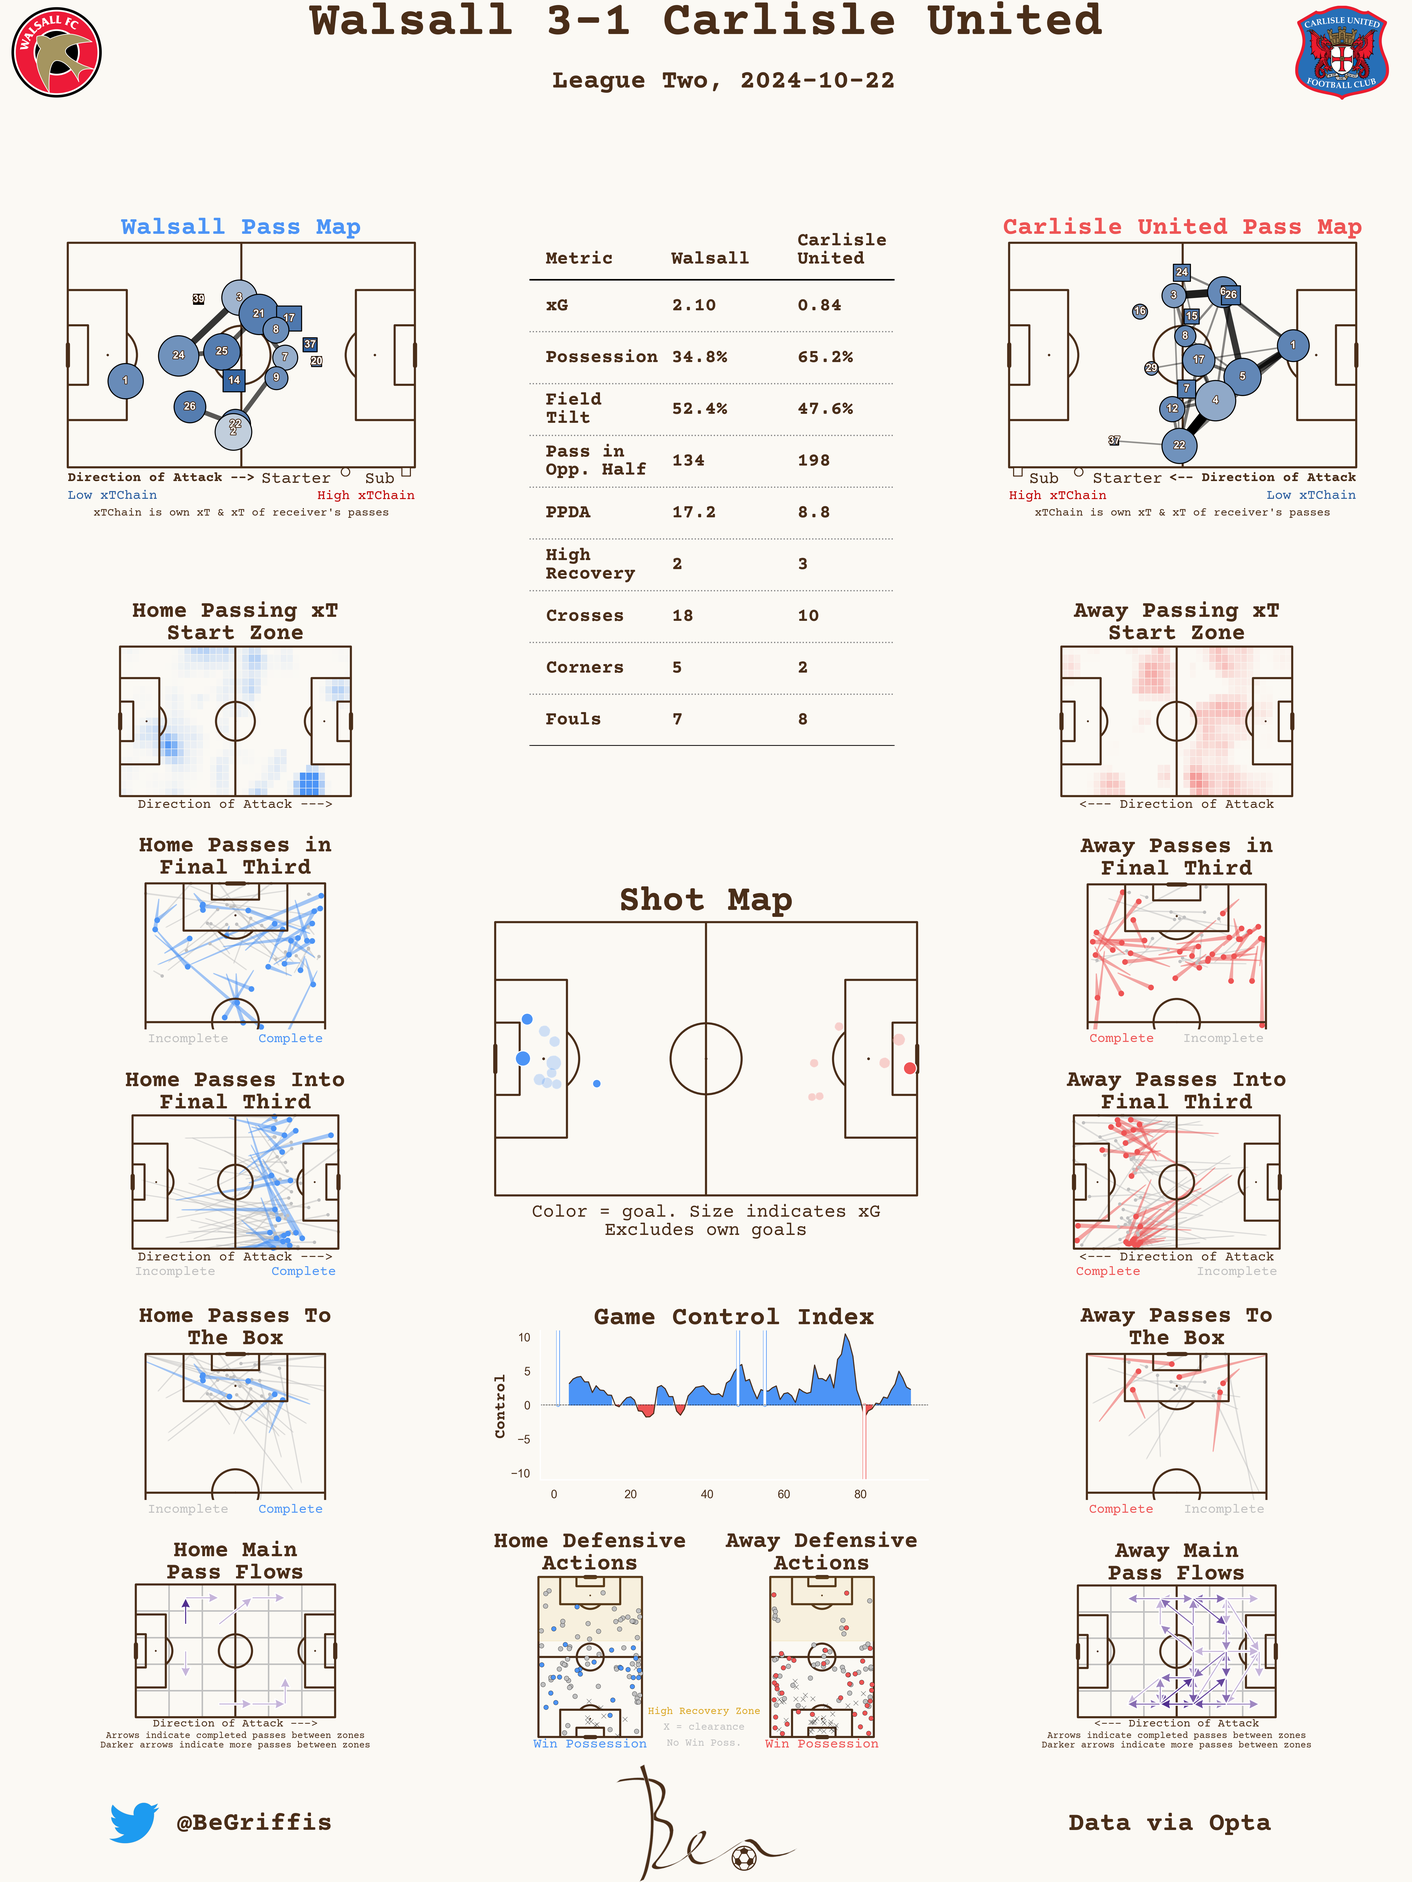 Walsall 3-1 Carlisle United
League Two, 2024-10-22
WALSALL FC
CARLISLE UNITED
FOOTBALL CLUB
Walsall Pass Map
39
3
21
17
8
37
20
7
25
24
14
9
1
26
22
2
Direction of Attack --> Starter Sub
Low xTChain High xTChain
xTChain is own xT & xT of receiver's passes
Metric Walsall Carlisle United
xG 2.10 0.84
Possession 34.8% 65.2%
Field Tilt 52.4% 47.6%
Pass in Opp. Half 134 198
PPDA 17.2 8.8
High Recovery 2 3
Crosses 18 10
Corners 5 2
Fouls 7 8
Carlisle United Pass Map
24
3
6
26
16
15
8
1
17
29
5
7
4
12
22
37
Sub Starter <-- Direction of Attack
High xTChain Low xTChain
xTChain is own xT & xT of receiver's passes
Home Passing xT
Start Zone
Direction of Attack --->
Away Passing xT
Start Zone
<--- Direction of Attack
Home Passes in
Final Third
Incomplete Complete
Away Passes in
Final Third
Complete Incomplete
Shot Map
Color = goal. Size indicates xG
Excludes own goals
Home Passes Into
Final Third
Direction of Attack --->
Incomplete Complete
Away Passes Into
Final Third
<--- Direction of Attack
Complete Incomplete
Home Passes To
The Box
Incomplete Complete
Game Control Index
Control
10
5
0
−5
−10
0 20 40 60 80
Away Passes To
The Box
Complete Incomplete
Home Main
Pass Flows
Direction of Attack --->
Arrows indicate completed passes between zones
Darker arrows indicate more passes between zones
Home Defensive
Actions
Win Possession
High Recovery Zone
X = clearance
No Win Poss.
Away Defensive
Actions
Win Possession
Away Main
Pass Flows
<--- Direction of Attack
Arrows indicate completed passes between zones
Darker arrows indicate more passes between zones
@BeGriffis
Ben
Data via Opta